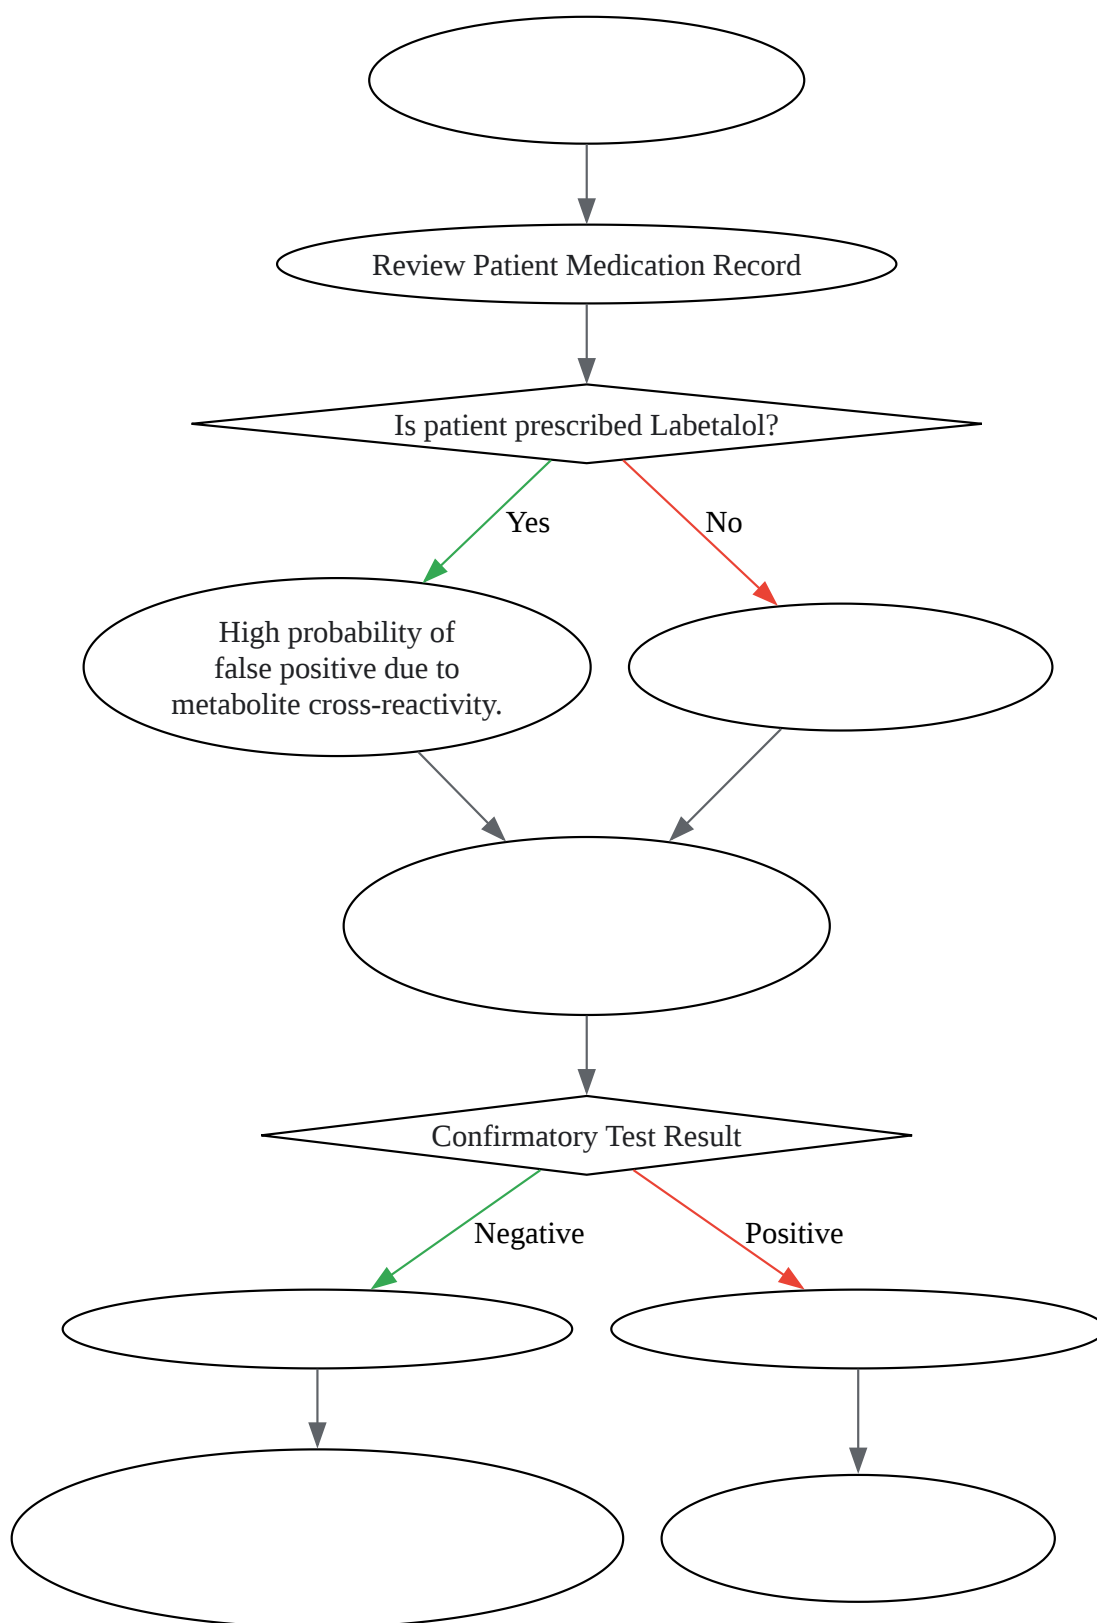 Review Patient Medication Record
Is patient prescribed Labetalol?
Yes
No
High probability of
false positive due to
metabolite cross-reactivity.
Confirmatory Test Result
Negative
Positive